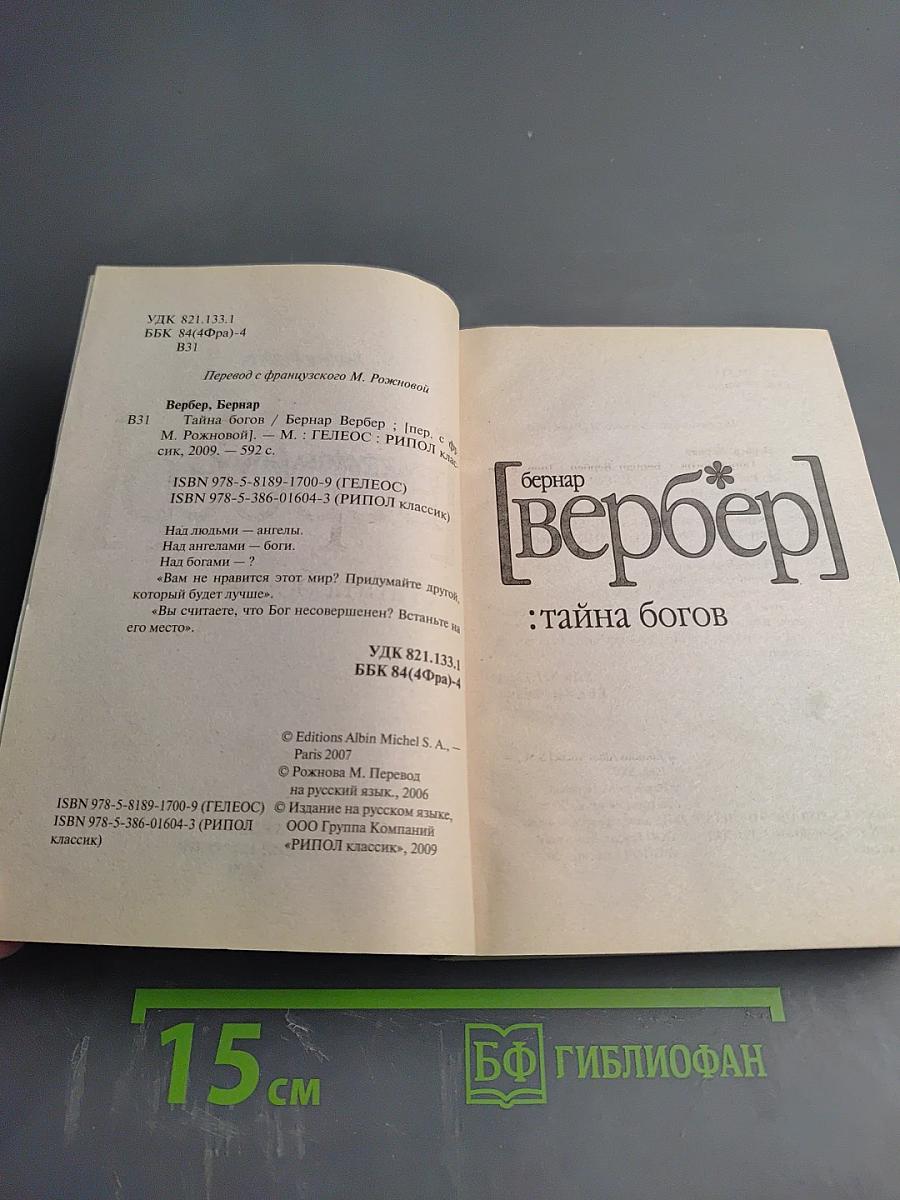 УДК 821.133.1
ББК 84(4Фра)-4
В31
Перевод с французского М. Рожновой
Вербер, Бернар
В31 Тайна богов / Бернар Вербер ; [пер. с фр.
М. Рожновой]. — М. : ГЕЛЕОС : РИПОЛ клас-
сик, 2009. — 592 с.
ISBN 978-5-8189-1700-9 (ГЕЛЕОС)
ISBN 978-5-386-01604-3 (РИПОЛ классик)
Над людьми — ангелы.
Над ангелами — боги.
Над богами — ?
«Вам не нравится этот мир? Придумайте другой,
который будет лучше».
«Вы считаете, что Бог несовершенен? Встаньте на
его место».
УДК 821.133.1
ББК 84(4Фра)-4
© Editions Albin Michel S. A., —
Paris 2007
© Рожнова М. Перевод
на русский язык., 2006
ISBN 978-5-8189-1700-9 (ГЕЛЕОС)
ISBN 978-5-386-01604-3 (РИПОЛ
классик)
© Издание на русском языке,
ООО Группа Компаний
«РИПОЛ классик», 2009
[бернар
вербер*]
:тайна богов
15 см
БФ ГИБЛИОФАН